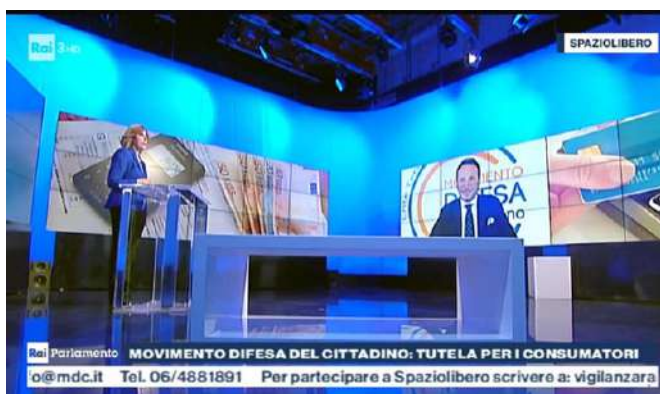 Rai 3 HD
SPAZIOLIBERO
MOVIMENTO
DIFESA
Rai Parlamento MOVIMENTO DIFESA DEL CITTADINO: TUTELA PER I CONSUMATORI
o@mdc.it Tel. 06/4881891 Per partecipare a Spaziolibero scrivere a: vigilanzara